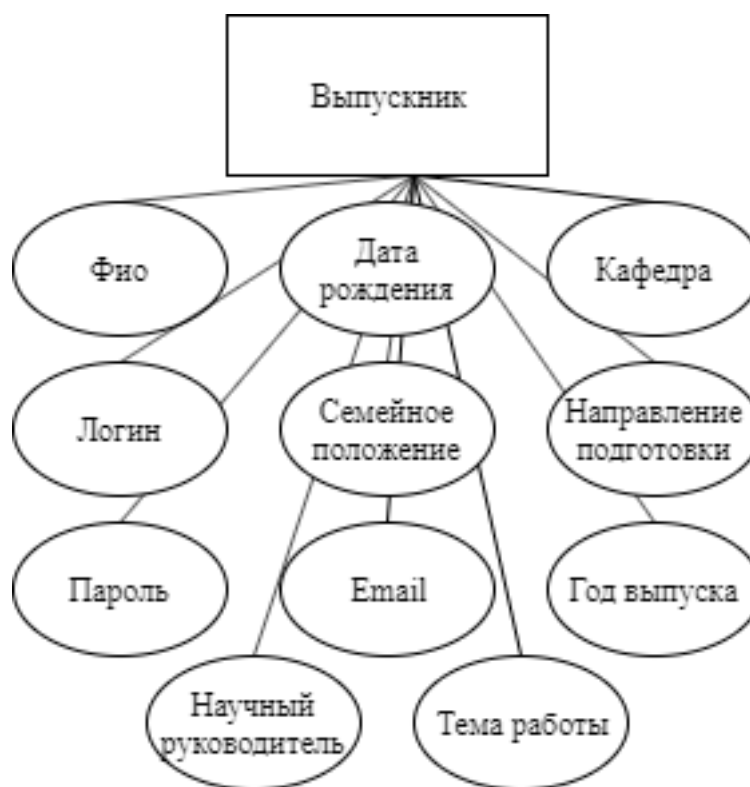 Выпускник
Фио
Дата
рождения
Кафедра
Логин
Семейное
положение
Направление
подготовки
Пароль
Email
Год выпуска
Научный
руководитель
Тема работы